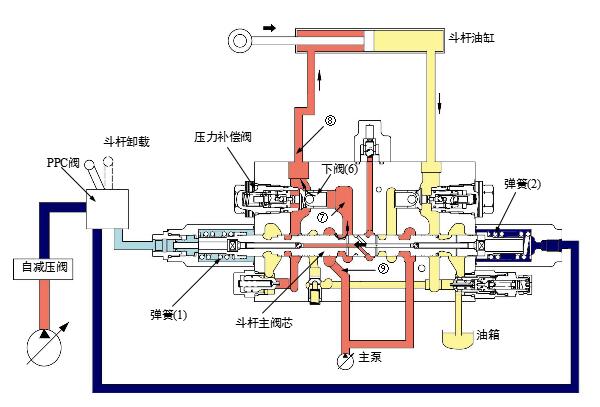 斗杆油缸
⑧
斗杆卸载
压力补偿阀
PPC阀
下阀(6)
弹簧(2)
⑦
自减压阀
⑨
弹簧(1)
斗杆主阀芯
油箱
主泵